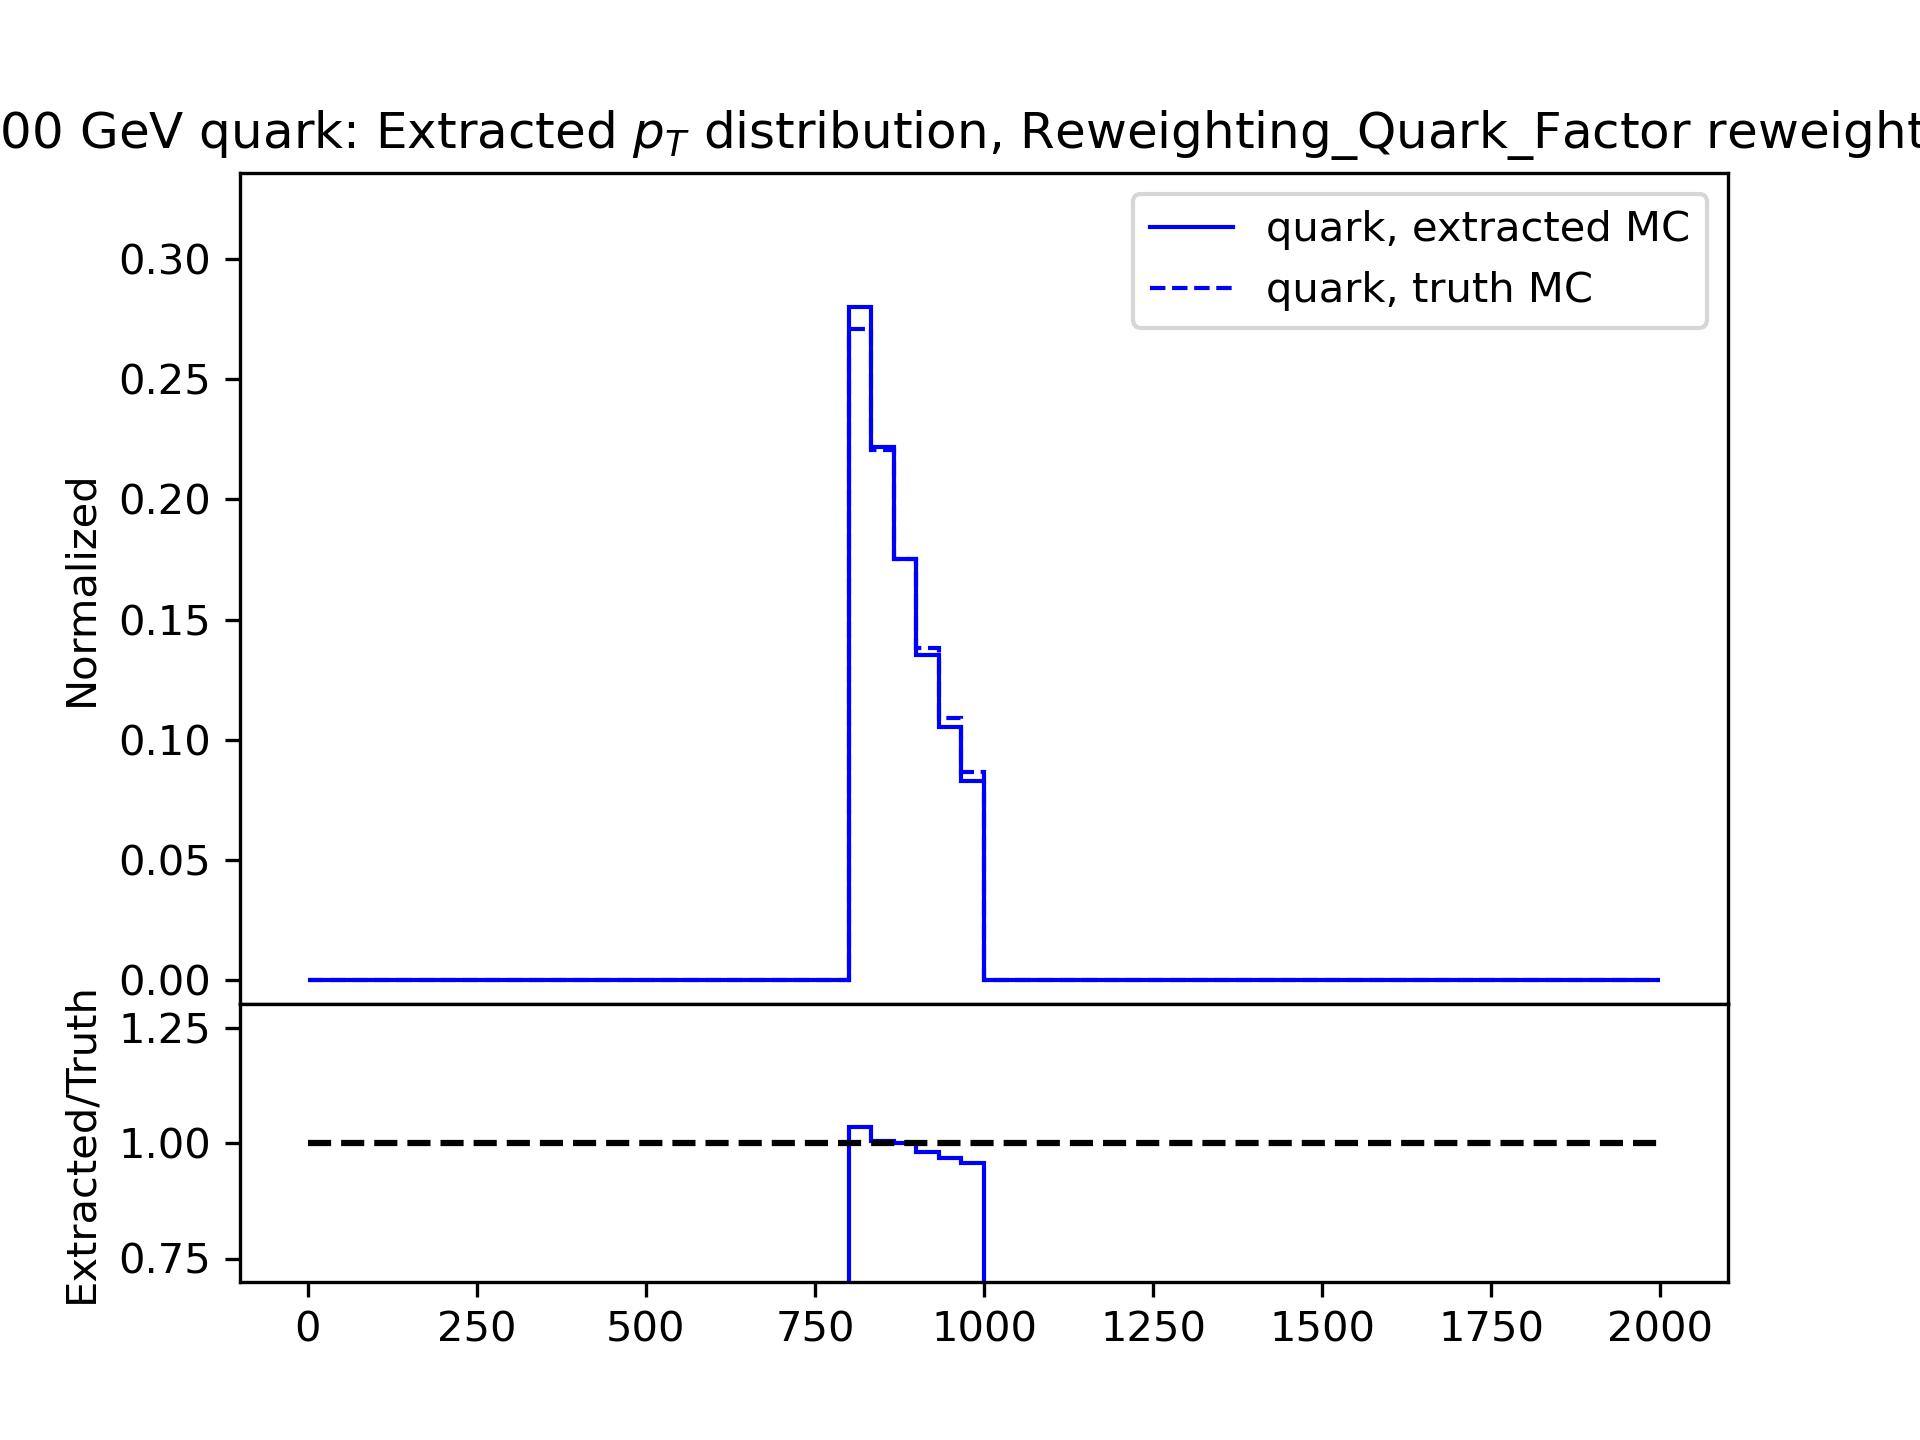 00 GeV quark: Extracted p_T distribution, Reweighting_Quark_Factor reweight
quark, extracted MC
quark, truth MC
Normalized
0.30
0.25
0.20
0.15
0.10
0.05
0.00
Extracted/Truth
1.25
1.00
0.75
0 250 500 750 1000 1250 1500 1750 2000